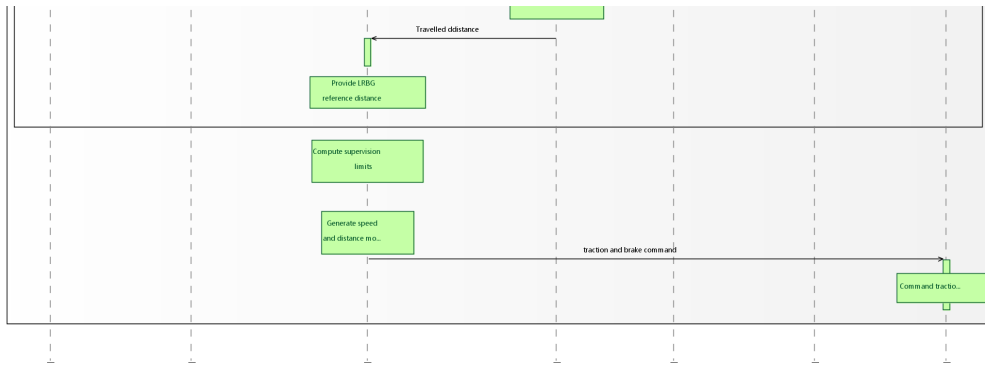 Travelled ddistance
Provide LRBG
reference distance
Compute supervision
limits
Generate speed
and distance mo...
traction and brake command
Command tractio...